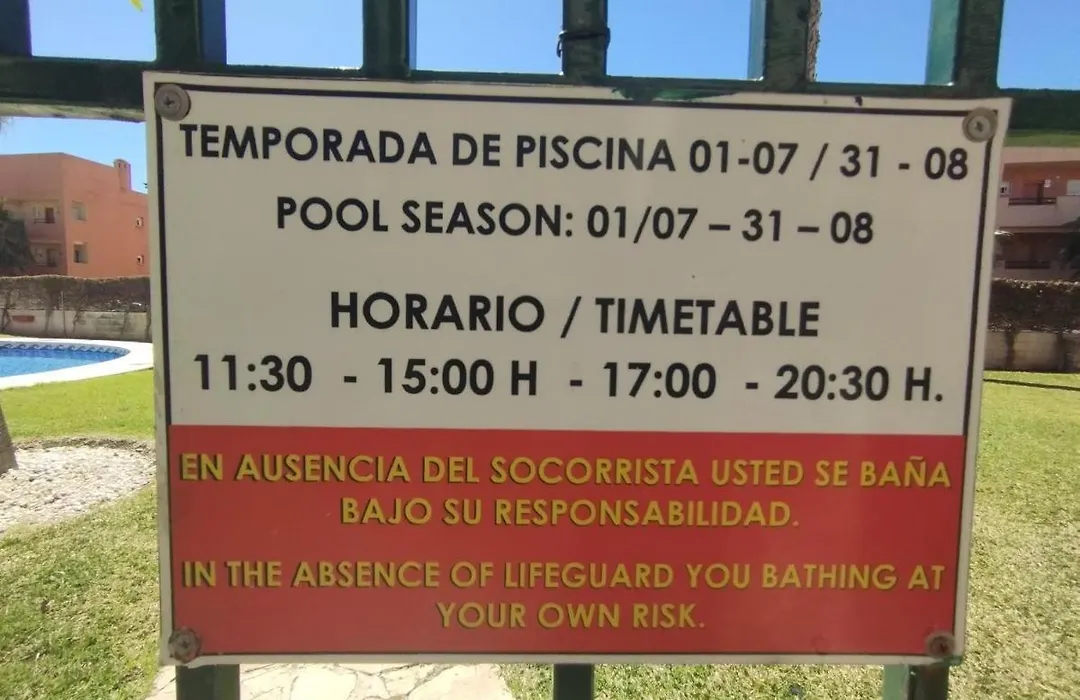 TEMPORADA DE PISCINA 01-07 / 31 - 08
POOL SEASON: 01/07 – 31 – 08
HORARIO / TIMETABLE
11:30 - 15:00 H - 17:00 - 20:30 H.
EN AUSENCIA DEL SOCORRISTA USTED SE BAÑA
BAJO SU RESPONSABILIDAD.
IN THE ABSENCE OF LIFEGUARD YOU BATHING AT
YOUR OWN RISK.